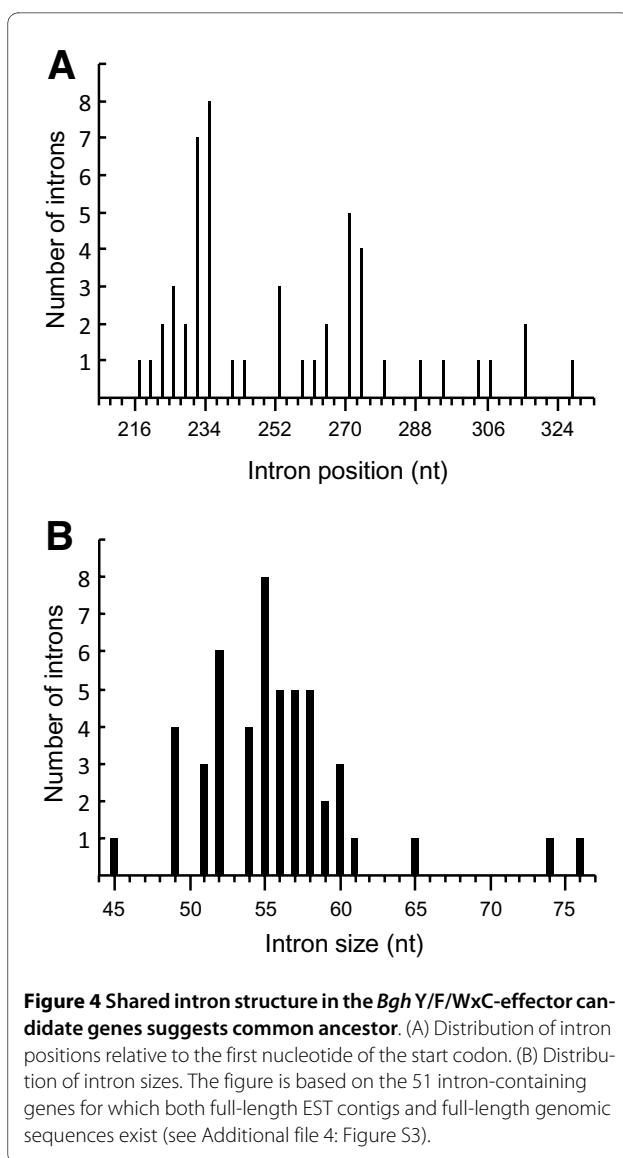 A
Number of introns
8
7
6
5
4
3
2
1
216 234 252 270 288 306 324
Intron position (nt)
B
Number of introns
8
7
6
5
4
3
2
1
45 50 55 60 65 70 75
Intron size (nt)
Figure 4 Shared intron structure in the Bgh Y/F/WxC-effector can-
didate genes suggests common ancestor. (A) Distribution of intron
positions relative to the first nucleotide of the start codon. (B) Distribu-
tion of intron sizes. The figure is based on the 51 intron-containing
genes for which both full-length EST contigs and full-length genomic
sequences exist (see Additional file 4: Figure S3).